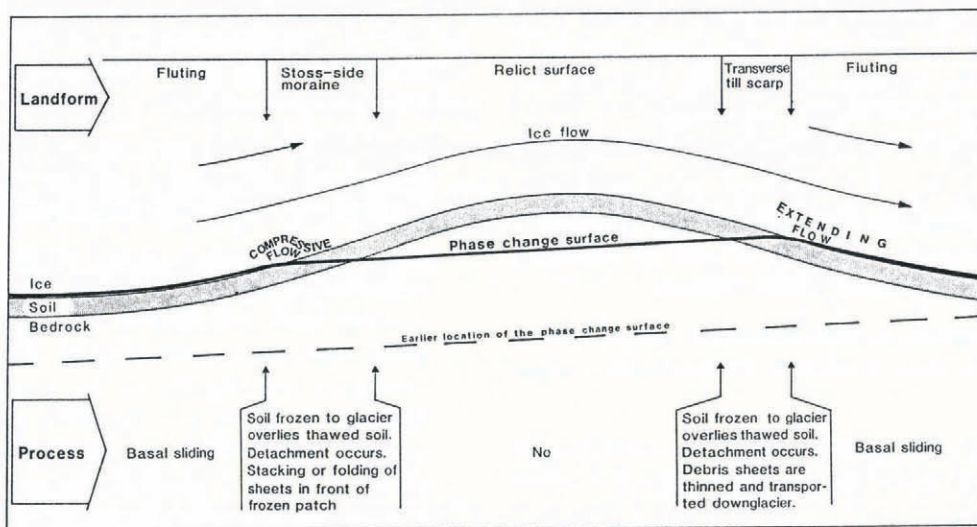 Landform
Fluting
Stoss-side
moraine
Relict surface
Transverse
till scarp
Fluting
Ice flow
COMPRESSIVE
FLOW
Phase change surface
EXTENDING
FLOW
Ice
Soil
Bedrock
Earlier location of the phase change surface
Process
Basal sliding
Soil frozen to glacier
overlies thawed soil.
Detachment occurs.
Stacking or folding of
sheets in front of
frozen patch
No
Soil frozen to glacier
overlies thawed soil.
Detachment occurs.
Debris sheets are
thinned and transpor-
ted downglacier.
Basal sliding